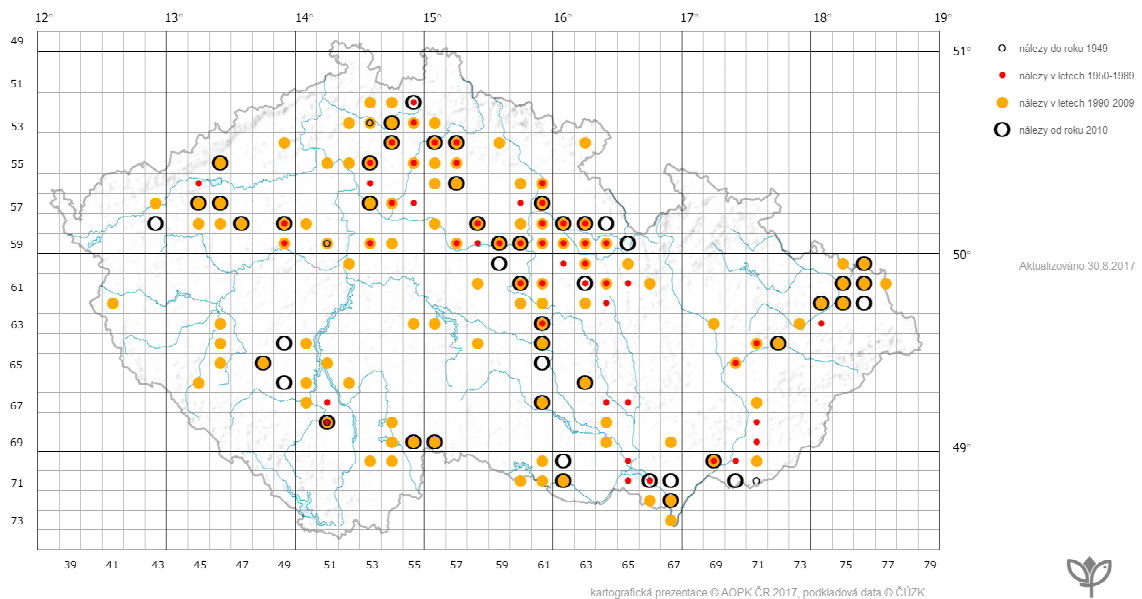 12° 13° 14° 15° 16° 17° 18° 19°
49
51°
nálezy do roku 1949
51
nálezy v letech 1950-1989
nálezy v letech 1990-2009
53
nálezy od roku 2010
55
57
59
50°
Aktualizováno 30.8.2017
61
63
65
67
69
49°
71
73
39 41 43 45 47 49 51 53 55 57 59 61 63 65 67 69 70 71 73 75 77 79
kartografická prezentace © AOPK ČR 2017, podkladová data © ČÚZK